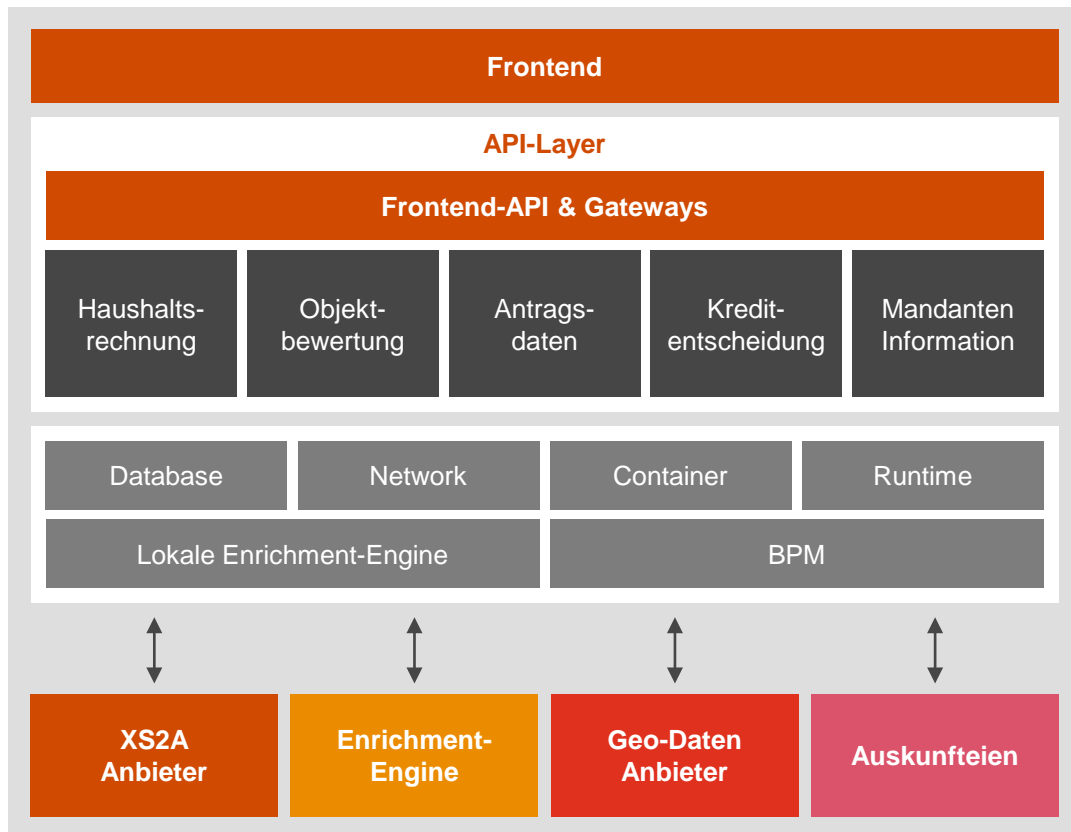 Frontend
API-Layer
Frontend-API & Gateways
Haushalts-
rechnung
Objekt-
bewertung
Antrags-
daten
Kredit-
entscheidung
Mandanten
Information
Database
Network
Container
Runtime
Lokale Enrichment-Engine
BPM
XS2A
Anbieter
Enrichment-
Engine
Geo-Daten
Anbieter
Auskunfteien